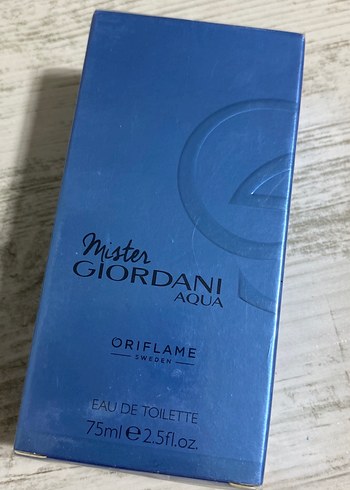 Mister
GIORDANI
AQUA
ORIFLAME
SWEDEN
EAU DE TOILETTE
75ml ℮ 2.5fl.oz.